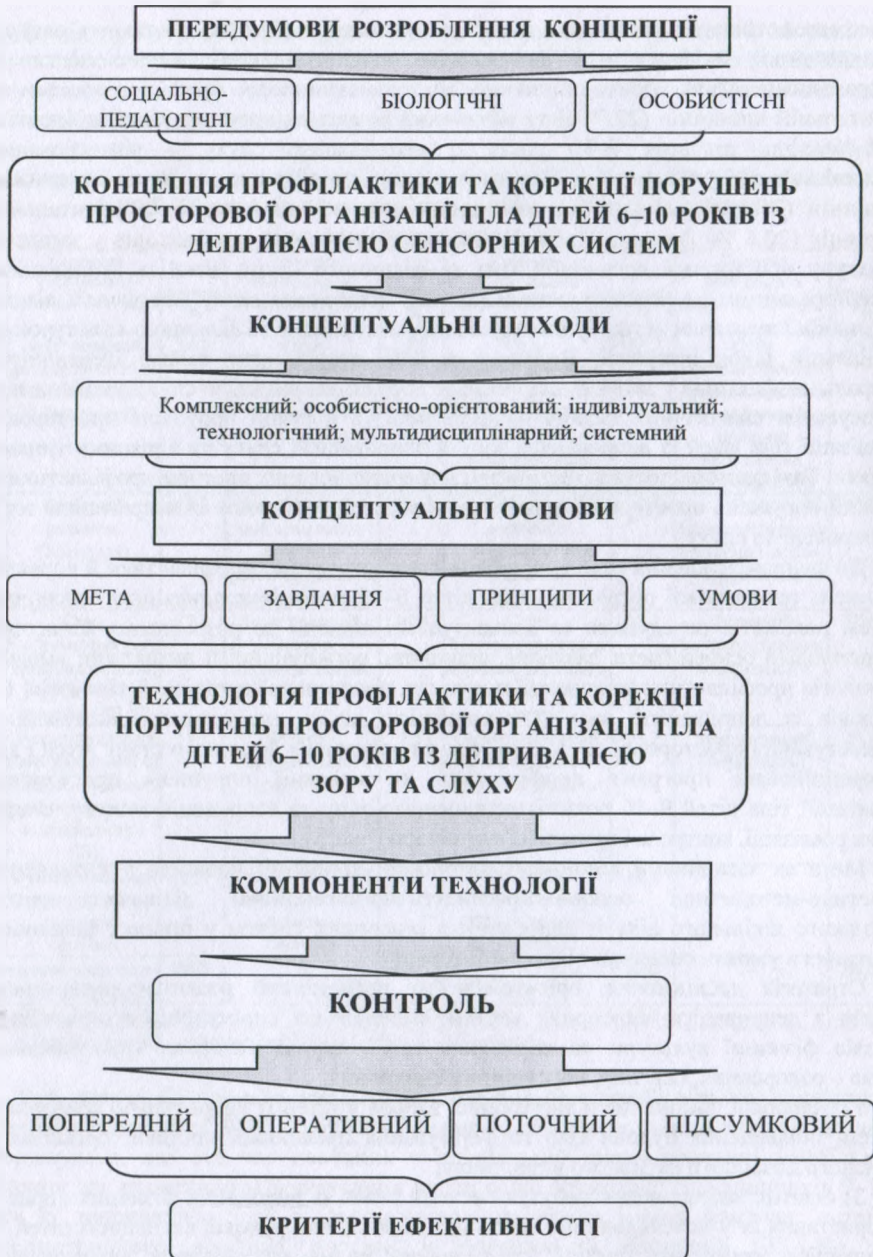 ПЕРЕДУМОВИ РОЗРОБЛЕННЯ КОНЦЕПЦІЇ
СОЦІАЛЬНО-
ПЕДАГОГІЧНІ
БІОЛОГІЧНІ
ОСОБИСТІСНІ
КОНЦЕПЦІЯ ПРОФІЛАКТИКИ ТА КОРЕКЦІЇ ПОРУШЕНЬ
ПРОСТОРОВОЇ ОРГАНІЗАЦІЇ ТІЛА ДІТЕЙ 6-10 РОКІВ ІЗ
ДЕПРИВАЦІЄЮ СЕНСОРНИХ СИСТЕМ
КОНЦЕПТУАЛЬНІ ПІДХОДИ
Комплексний; особистісно-орієнтований; індивідуальний;
технологічний; мультидисциплінарний; системний
КОНЦЕПТУАЛЬНІ ОСНОВИ
МЕТА
ЗАВДАННЯ
ПРИНЦИПИ
УМОВИ
ТЕХНОЛОГІЯ ПРОФІЛАКТИКИ ТА КОРЕКЦІЇ
ПОРУШЕНЬ ПРОСТОРОВОЇ ОРГАНІЗАЦІЇ ТІЛА
ДІТЕЙ 6–10 РОКІВ ІЗ ДЕПРИВАЦІЄЮ
ЗОРУ ТА СЛУХУ
КОМПОНЕНТИ ТЕХНОЛОГІЇ
КОНТРОЛЬ
ПОПЕРЕДНІЙ
ОПЕРАТИВНИЙ
ПОТОЧНИЙ
ПІДСУМКОВИЙ
КРИТЕРІЇ ЕФЕКТИВНОСТІ